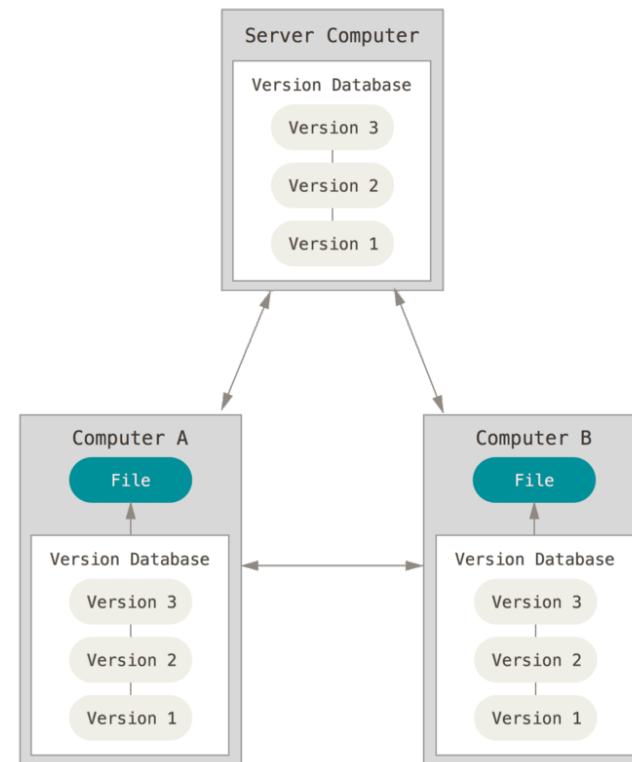 Server Computer
Version Database
Version 3
Version 2
Version 1
Computer A
File
Version Database
Version 3
Version 2
Version 1
Computer B
File
Version Database
Version 3
Version 2
Version 1